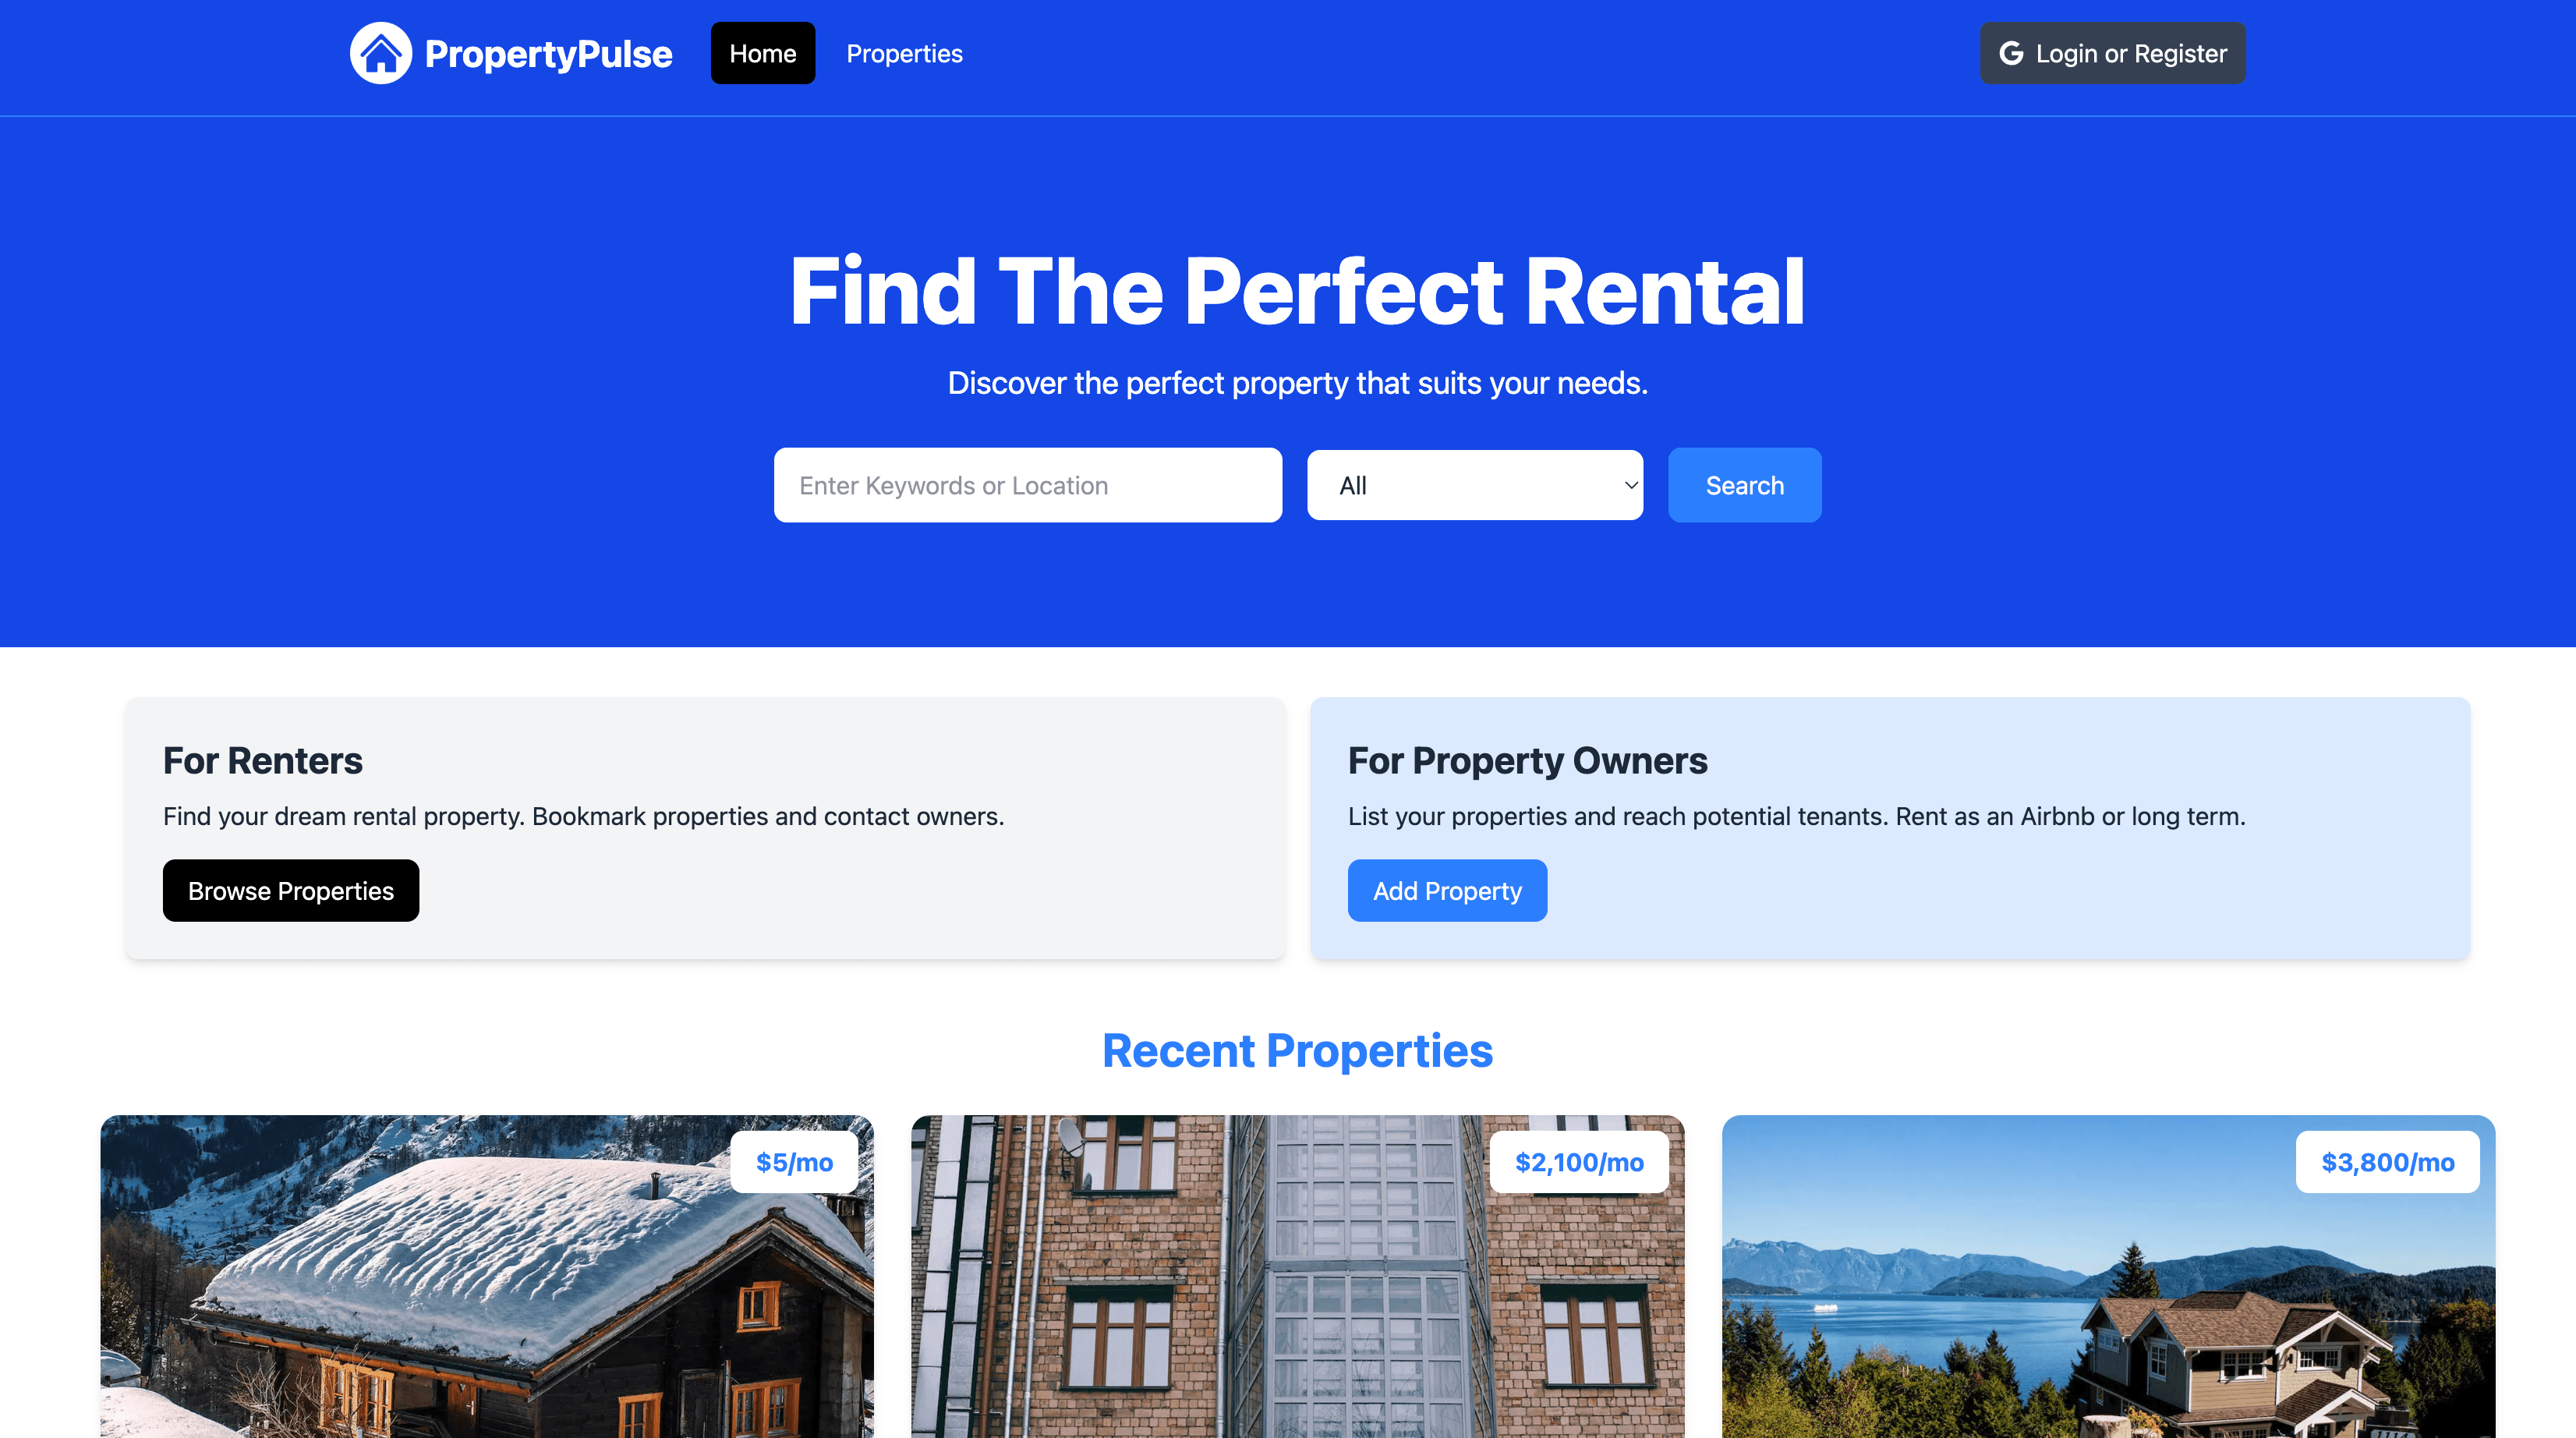 PropertyPulse
Home
Properties
Login or Register
Find The Perfect Rental
Discover the perfect property that suits your needs.
Enter Keywords or Location
All
Search
For Renters
Find your dream rental property. Bookmark properties and contact owners.
Browse Properties
For Property Owners
List your properties and reach potential tenants. Rent as an Airbnb or long term.
Add Property
Recent Properties
$5/mo
$2,100/mo
$3,800/mo